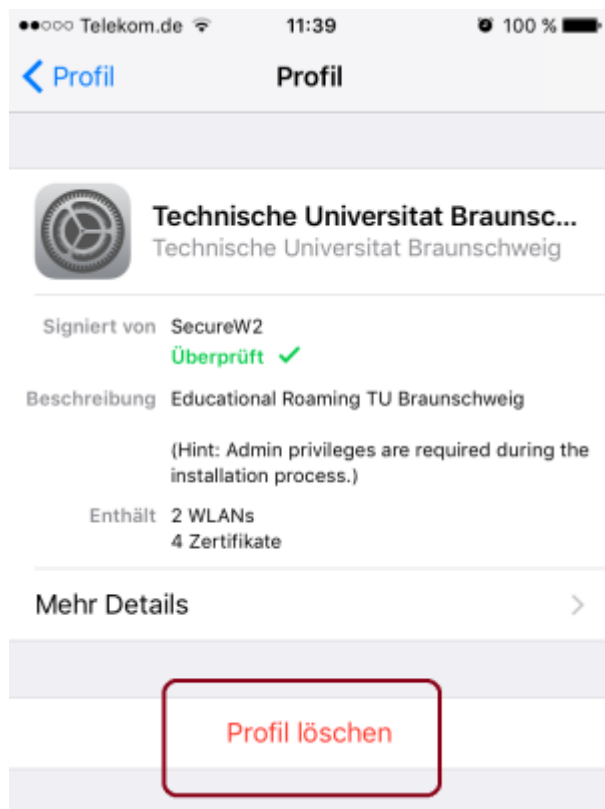 Telekom.de 11:39 100 %
Profil Profil
Technische Universitat Braunsc...
Technische Universitat Braunschweig
Signiert von SecureW2
Überprüft ✓
Beschreibung Educational Roaming TU Braunschweig
(Hint: Admin privileges are required during the
installation process.)
Enthält 2 WLANs
4 Zertifikate
Mehr Details
Profil löschen